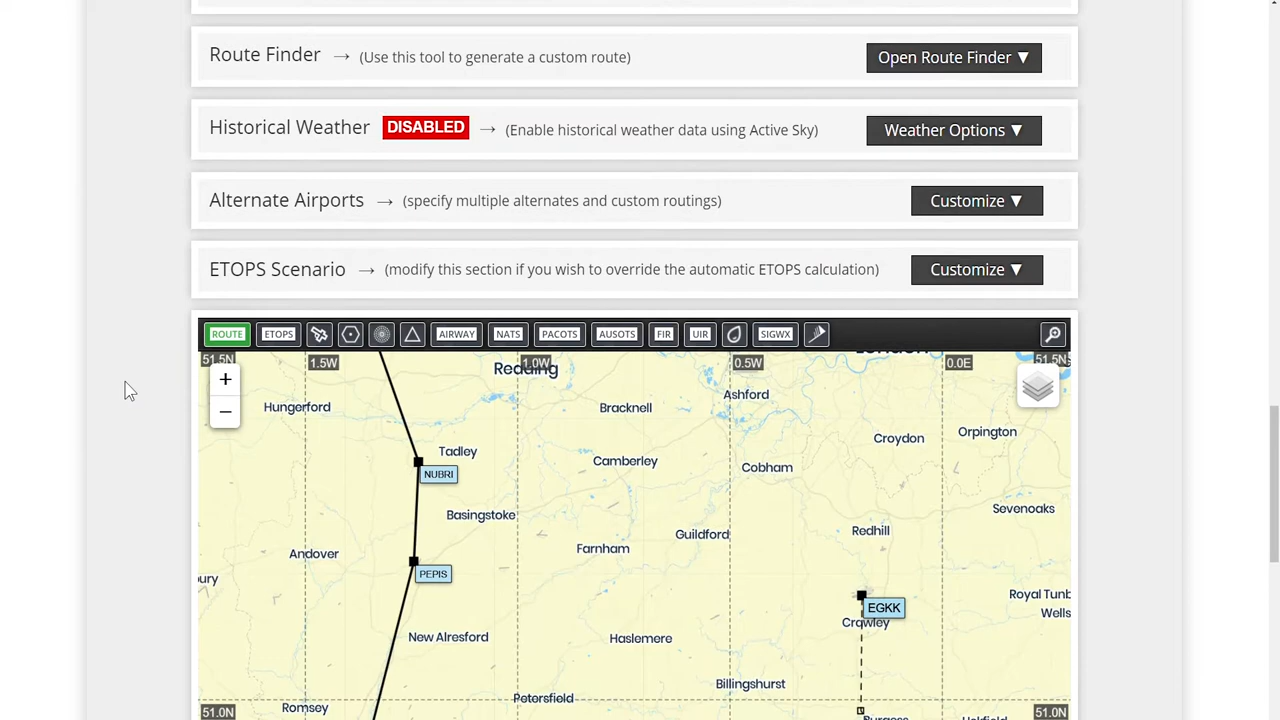 Route Finder → (Use this tool to generate a custom route) Open Route Finder ▼
Historical Weather DISABLED → (Enable historical weather data using Active Sky) Weather Options ▼
Alternate Airports → (specify multiple alternates and custom routings) Customize ▼
ETOPS Scenario → (modify this section if you wish to override the automatic ETOPS calculation) Customize ▼
ROUTE ETOPS AIRWAY NATS PACOTS AUSOTS FIR UIR SIGWX
51.5N 1.5W 1.0W 0.5W 0.0E 51.5N
Reading
+
−
Hungerford
Bracknell
Ashford
Croydon
Orpington
Tadley
NUBRI
Camberley
Cobham
Basingstoke
Guildford
Sevenoaks
Andover
Farnham
Redhill
PEPIS
bury
EGKK
Royal Tunb
Wells
Crawley
New Alresford
Haslemere
Billingshurst
Petersfield
Romsey
51.0N
51.0N